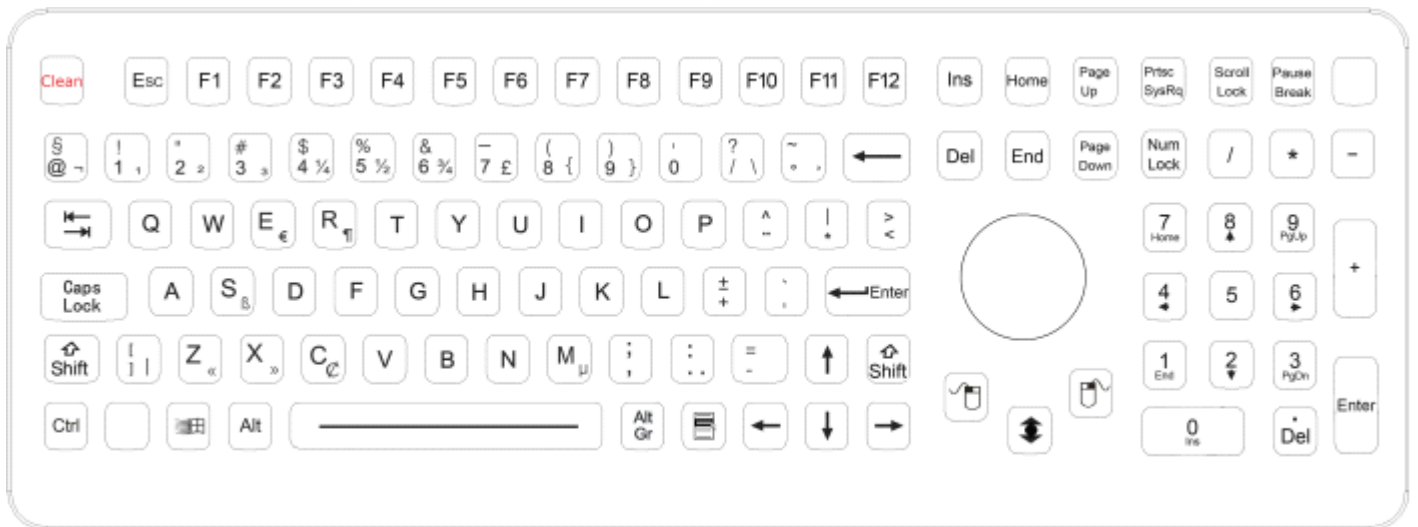 Clean Esc F1 F2 F3 F4 F5 F6 F7 F8 F9 F10 F11 F12 Ins Home Page Up Prtsc SysRq Scroll Lock Pause Break
§ @ ¬ ! 1 ₁ " 2 ₂ # 3 ₃ $ 4 ¼ % 5 ½ & 6 ¾ _ 7 £ ( 8 { ) 9 } ' 0 ? / \ ~ ° Del End Page Down Num Lock / * -
Q W E € R ¶ T Y U I O P ^ ¨ | * > < 7 Home 8 9 PgUp
Caps Lock A S ß D F G H J K L ± + ` Enter 4 5 6 +
Shift [ ] | Z « X » C ₡ V B N M µ ; : . . = - Shift 1 End 2 3 PgDn
Ctrl Alt Alt Gr 0 Ins . Del Enter